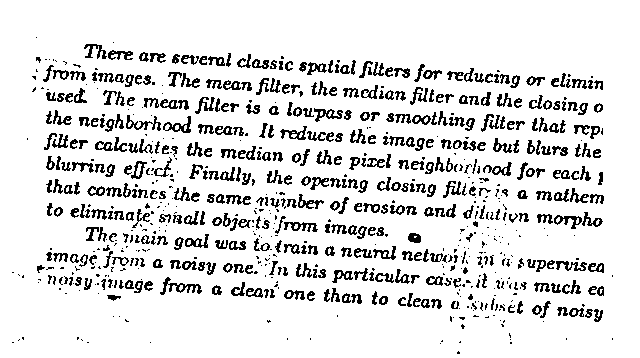 There are several classic spatial filters for reducing or elimin
from images. The mean filter, the median filter and the closing o
used. The mean filter is a lowpass or smoothing filter that rep
the neighborhood mean. It reduces the image noise but blurs the
filter calculates the median of the pixel neighborhood for each
blurring effect. Finally, the opening closing filter is a mathem
that combines the same number of erosion and dilation morpho
to eliminate small objects from images.
The main goal was to train a neural network in a supervised
image from a noisy one. In this particular case, it was much ea
noisy image from a clean one than to clean a subset of noisy